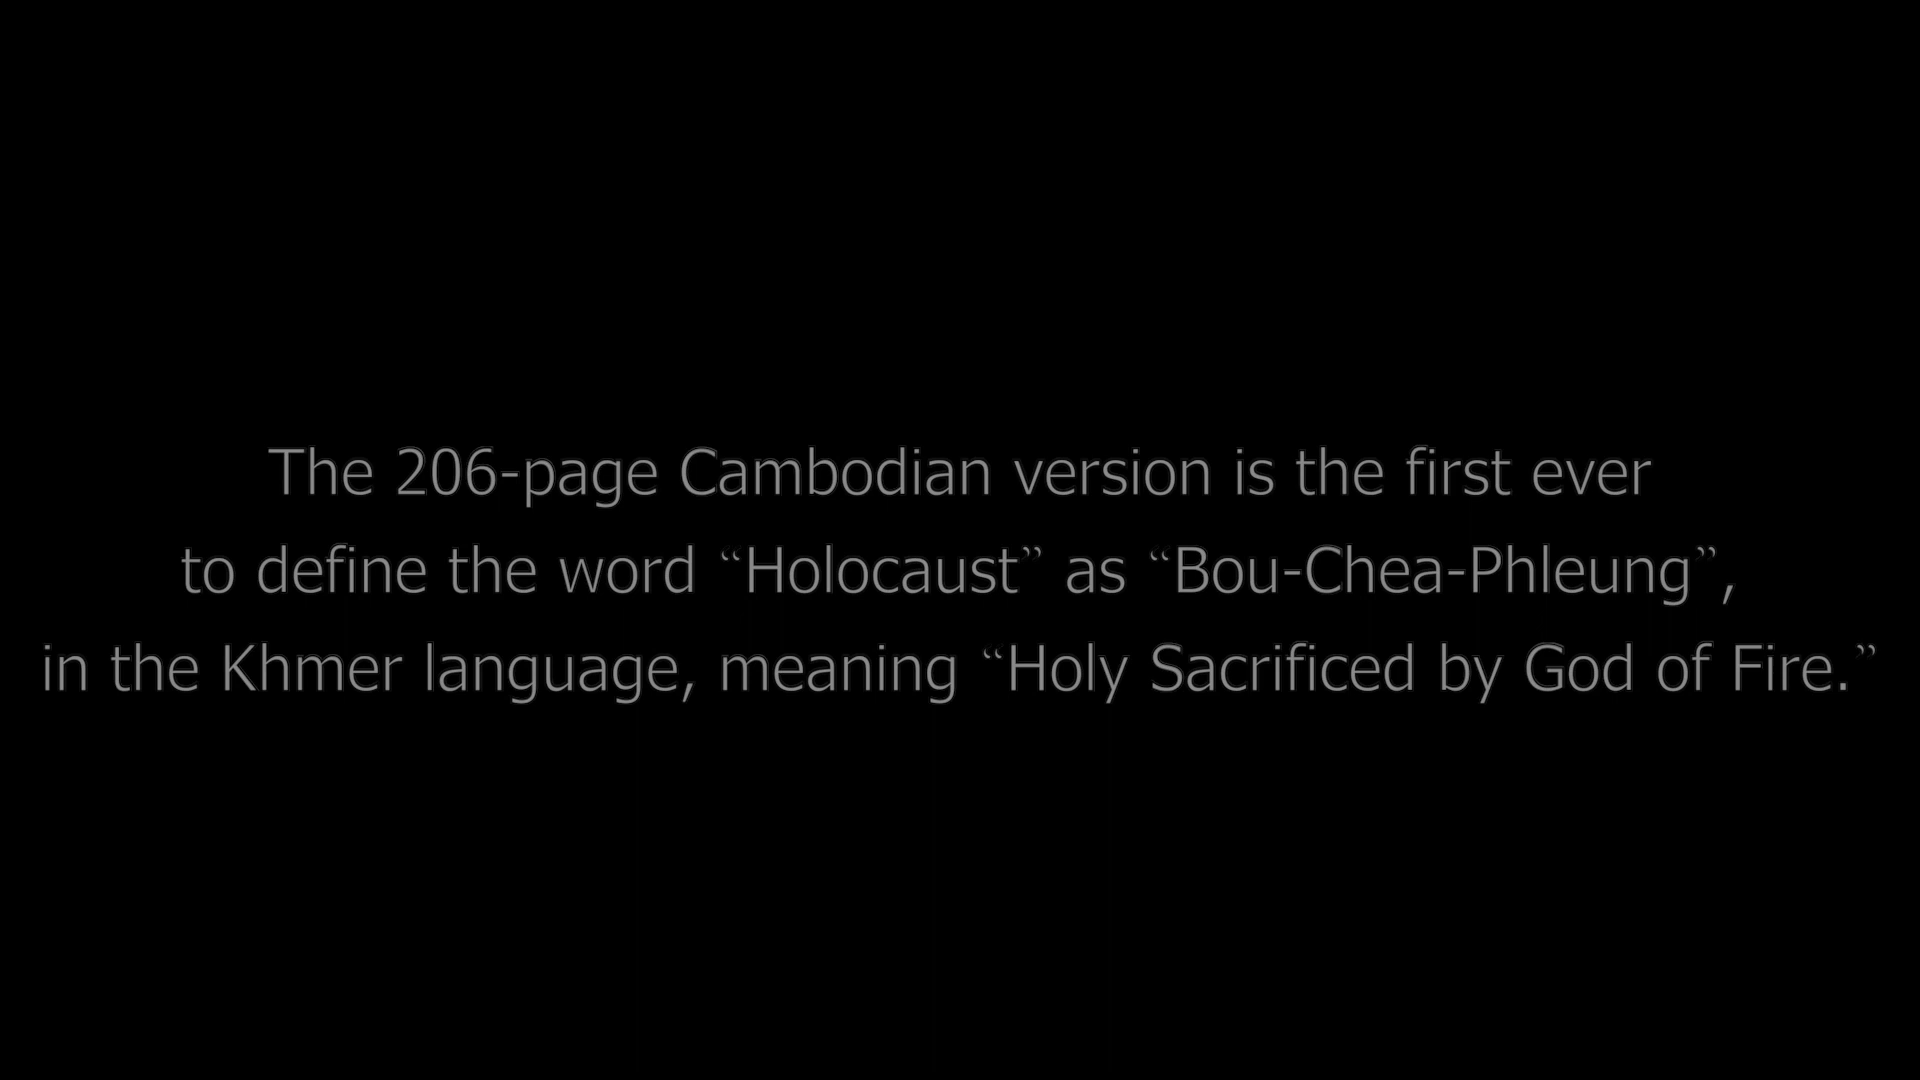 The 206-page Cambodian version is the first ever
to define the word “Holocaust” as “Bou-Chea-Phleung”,
in the Khmer language, meaning “Holy Sacrificed by God of Fire.”